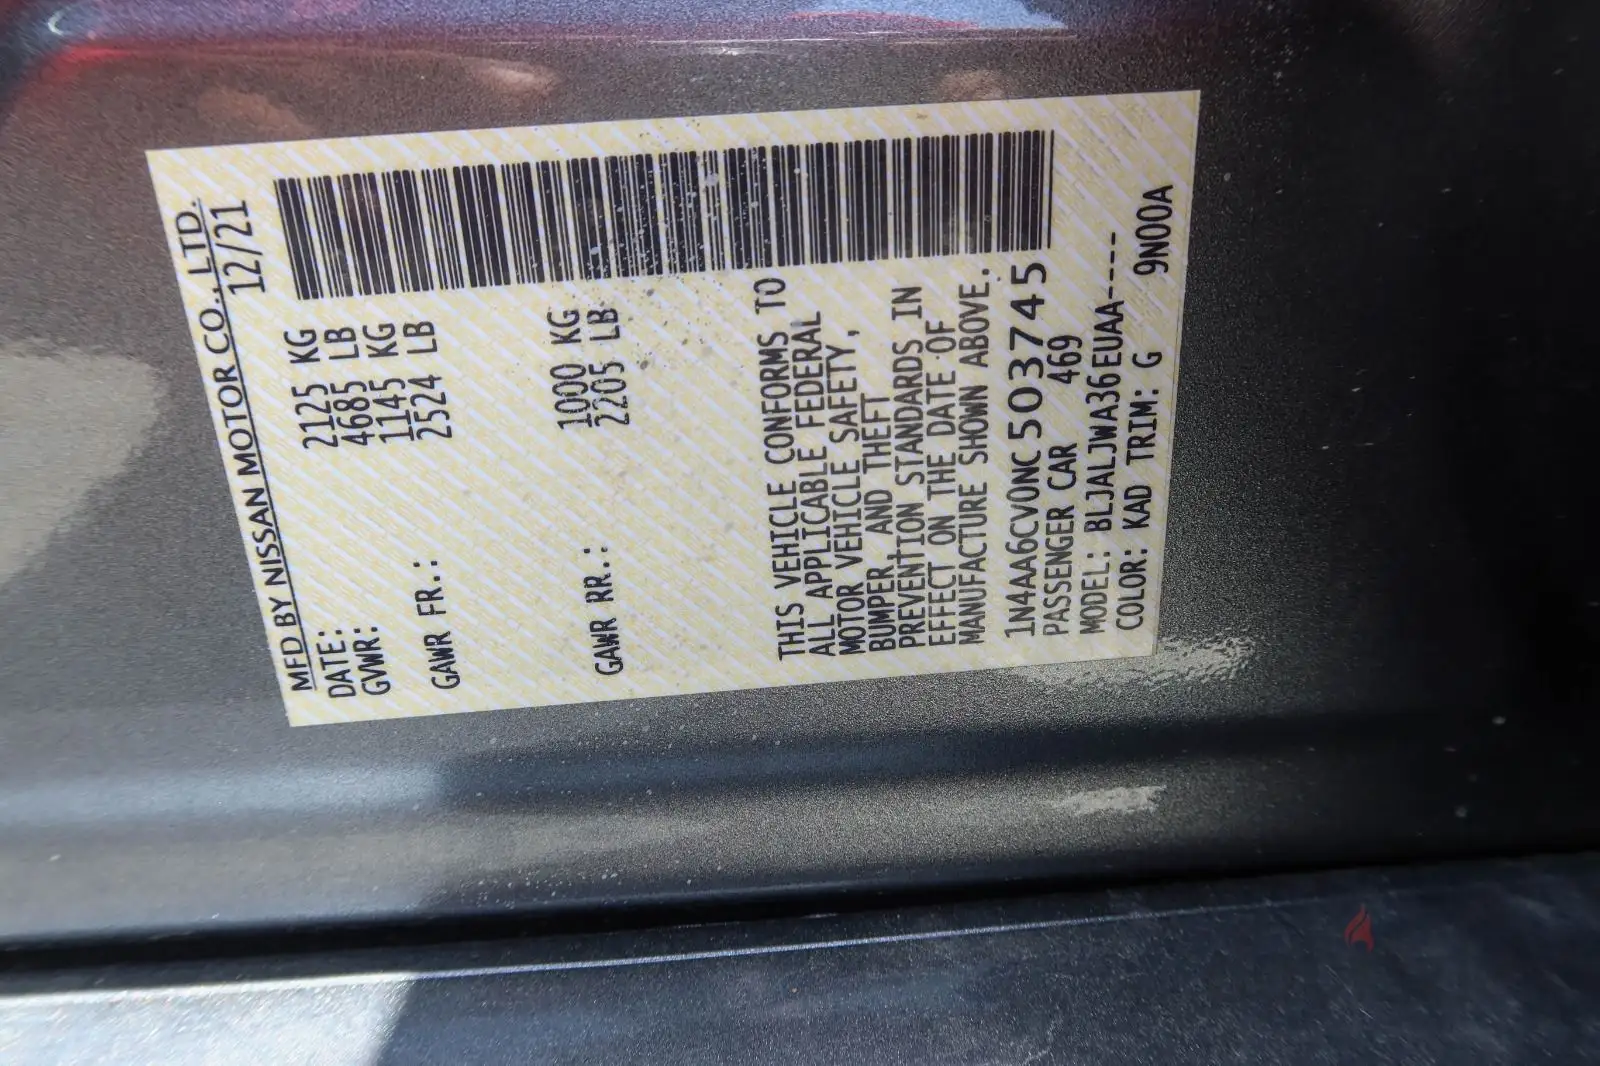 MFD BY NISSAN MOTOR CO., LTD.
DATE: 12/21
GVWR: 2125 KG
4685 LB
GAWR FR.: 1145 KG
2524 LB
GAWR RR.: 1000 KG
2205 LB
THIS VEHICLE CONFORMS TO
ALL APPLICABLE FEDERAL
MOTOR VEHICLE SAFETY,
BUMPER, AND THEFT
PREVENTION STANDARDS IN
EFFECT ON THE DATE OF
MANUFACTURE SHOWN ABOVE.
1N4AA6CV0NC503745
PASSENGER CAR 469
MODEL: BLJALJWA36EUAA----
COLOR: KAD TRIM: G 9N00A